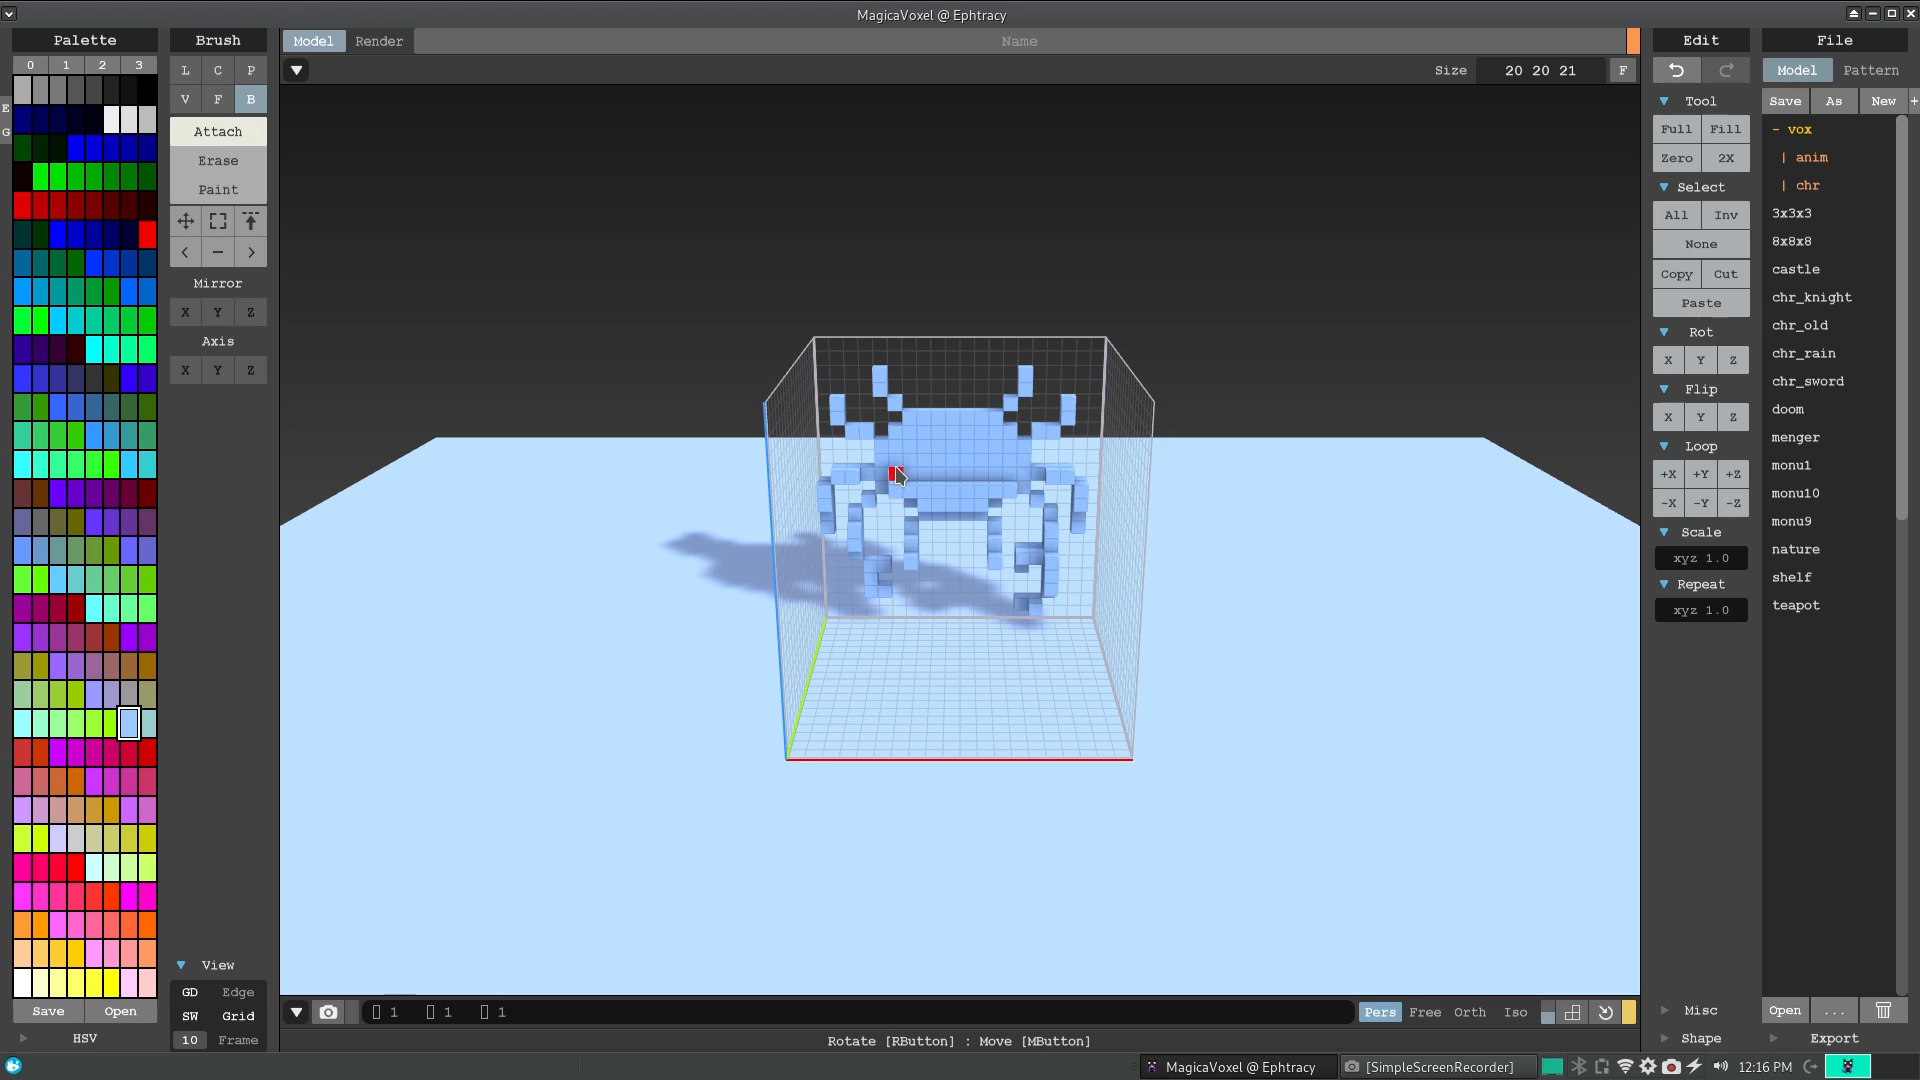 MagicaVoxel @ Ephtracy
Palette
0 1 2 3
E
G
Save Open
HSV
Brush
L C P
V F B
Attach
Erase
Paint
Mirror
X Y Z
Axis
X Y Z
View
GD Edge
SW Grid
10 Frame
Model Render Name
Size 20 20 21 F
1 1 1
Pers Free Orth Iso
Rotate [RButton] : Move [MButton]
Edit
Tool
Full Fill
Zero 2X
Select
All Inv
None
Copy Cut
Paste
Rot
X Y Z
Flip
X Y Z
Loop
+X +Y +Z
-X -Y -Z
Scale
xyz 1.0
Repeat
xyz 1.0
Misc
Shape
File
Model Pattern
Save As New +
- vox
| anim
| chr
3x3x3
8x8x8
castle
chr_knight
chr_old
chr_rain
chr_sword
doom
menger
monu1
monu10
monu9
nature
shelf
teapot
Open ...
Export
MagicaVoxel @ Ephtracy
[SimpleScreenRecorder]
12:16 PM